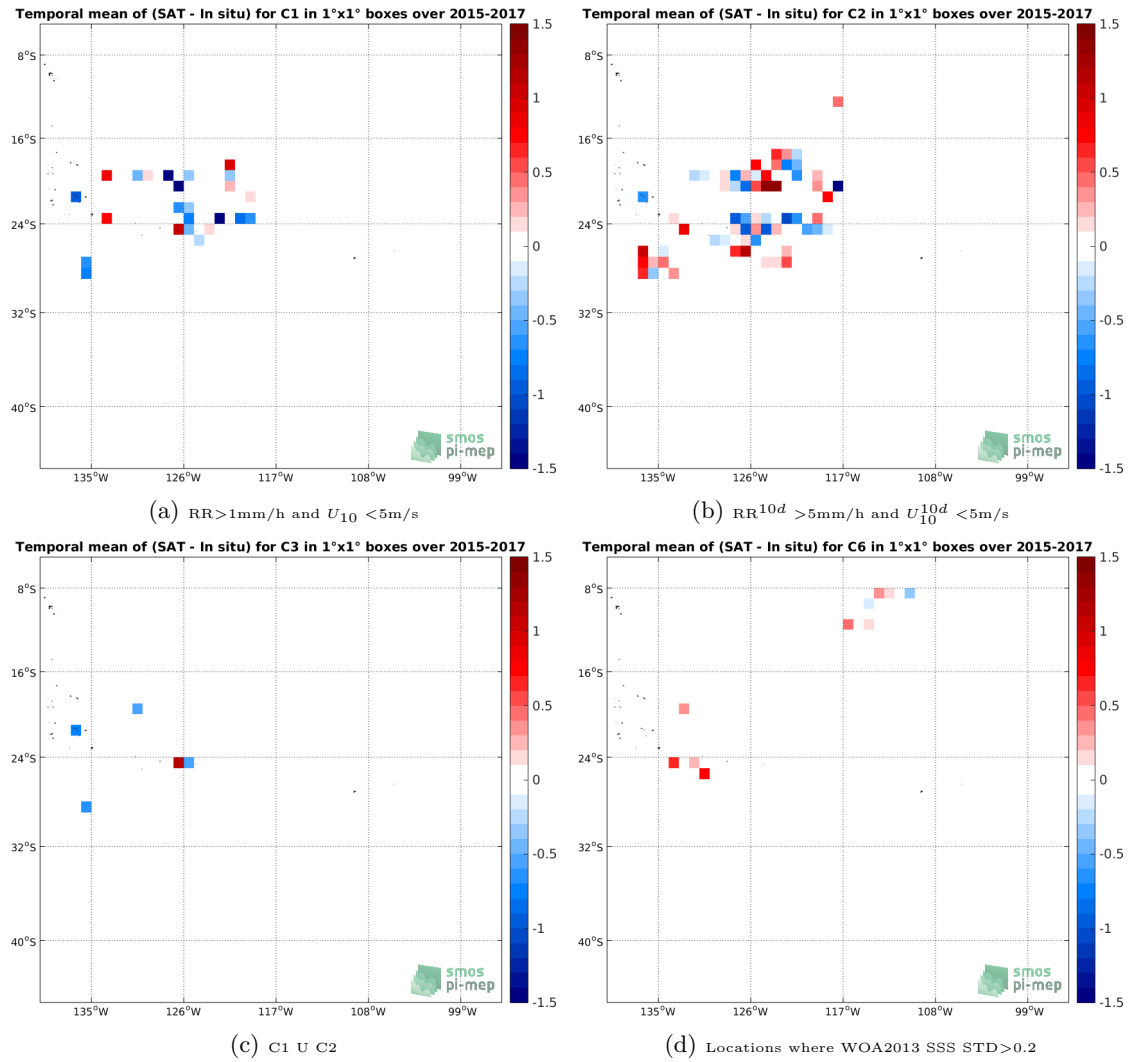 Temporal mean of (SAT - In situ) for C1 in 1°x1° boxes over 2015-2017
1.5
8°S
1
16°S
0.5
24°S
0
32°S
-0.5
-1
40°S
smos
pi-mep
-1.5
135°W 126°W 117°W 108°W 99°W
(a) RR>1mm/h and U10 <5m/s
Temporal mean of (SAT - In situ) for C2 in 1°x1° boxes over 2015-2017
1.5
8°S
1
16°S
0.5
24°S
0
32°S
-0.5
-1
40°S
smos
pi-mep
-1.5
135°W 126°W 117°W 108°W 99°W
(b) RR^10d >5mm/h and U10^10d <5m/s
Temporal mean of (SAT - In situ) for C3 in 1°x1° boxes over 2015-2017
1.5
8°S
1
16°S
0.5
24°S
0
32°S
-0.5
-1
40°S
smos
pi-mep
-1.5
135°W 126°W 117°W 108°W 99°W
(c) C1 U C2
Temporal mean of (SAT - In situ) for C6 in 1°x1° boxes over 2015-2017
1.5
8°S
1
16°S
0.5
24°S
0
32°S
-0.5
-1
40°S
smos
pi-mep
-1.5
135°W 126°W 117°W 108°W 99°W
(d) Locations where WOA2013 SSS STD>0.2